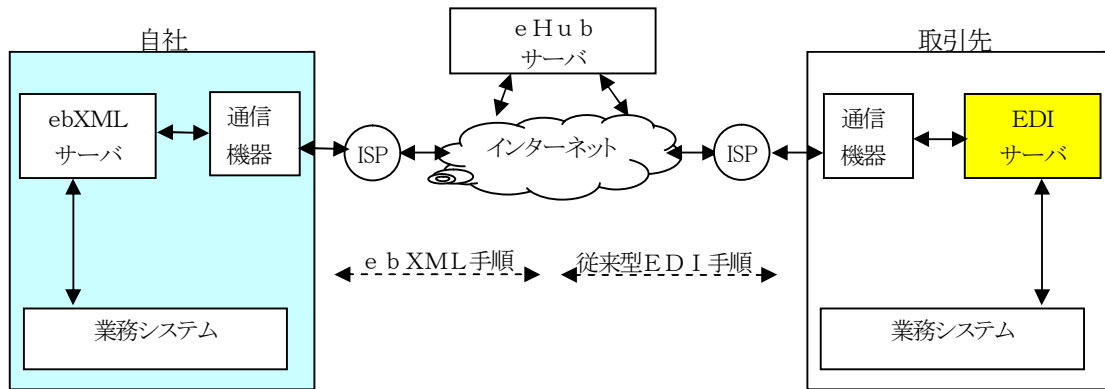 自社
ebXML
サーバ
通信
機器
ISP
eHub
サーバ
インターネット
ISP
取引先
通信
機器
EDI
サーバ
ebXML手順
従来型EDI手順
業務システム
業務システム